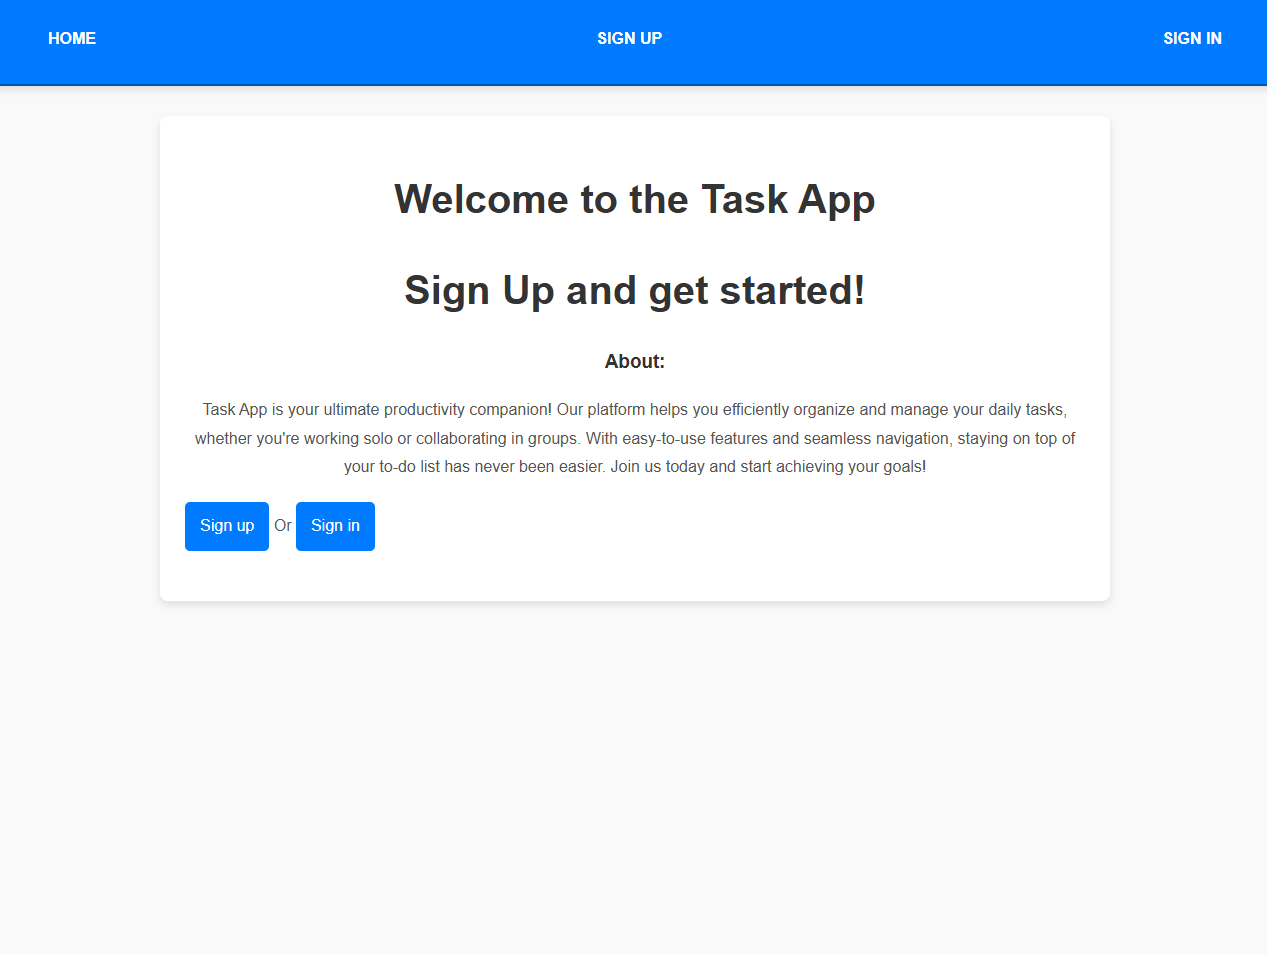 HOME SIGN UP SIGN IN
Welcome to the Task App
Sign Up and get started!
About:
Task App is your ultimate productivity companion! Our platform helps you efficiently organize and manage your daily tasks,
whether you're working solo or collaborating in groups. With easy-to-use features and seamless navigation, staying on top of
your to-do list has never been easier. Join us today and start achieving your goals!
Sign up Or Sign in